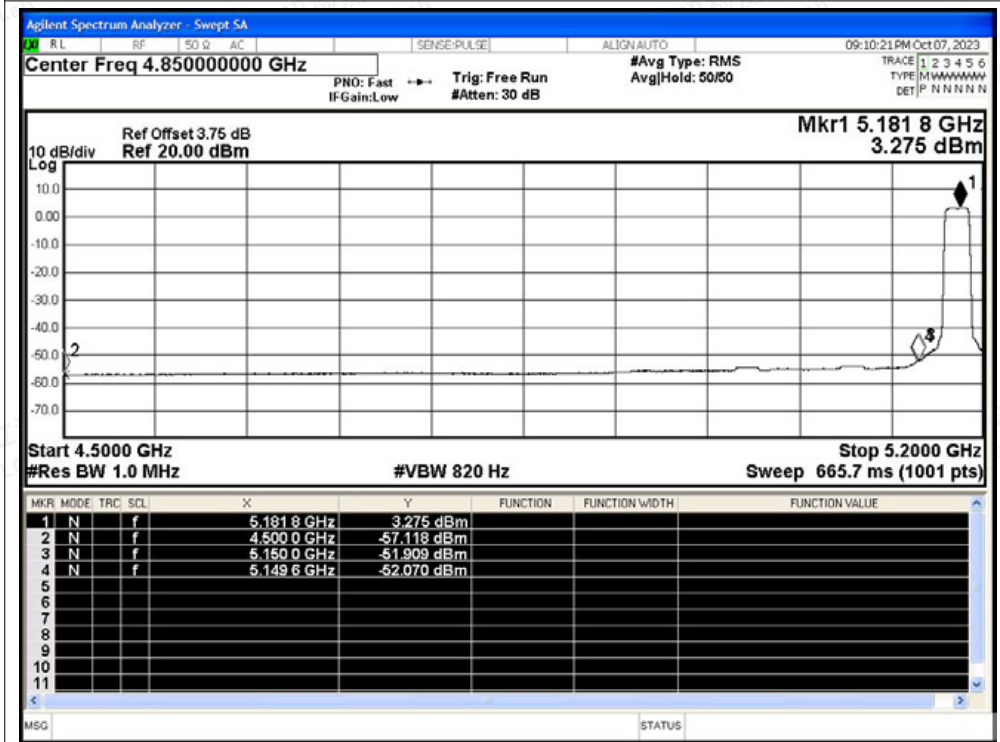 Agilent Spectrum Analyzer - Swept SA
RL RF 50 Ω AC SENSE:PULSE ALIGNAUTO 09:10:21PM Oct07, 2023
Center Freq 4.850000000 GHz #Avg Type: RMS TRACE 1 2 3 4 5 6
PNO: Fast Trig: Free Run Avg|Hold: 50/50 TYPE MWWWWW
IFGain:Low #Atten: 30 dB DET P N N N N N
Mkr1 5.181 8 GHz
Ref Offset 3.75 dB
10 dB/div Ref 20.00 dBm 3.275 dBm
Log
10.0
1
0.00
-10.0
-20.0
-30.0
-40.0
-50.0
2
-60.0
-70.0
Start 4.5000 GHz Stop 5.2000 GHz
#Res BW 1.0 MHz #VBW 820 Hz Sweep 665.7 ms (1001 pts)
MKR MODE TRC SCL X Y FUNCTION FUNCTION WIDTH FUNCTION VALUE
1 N f 5.181 8 GHz 3.275 dBm
2 N f 4.500 0 GHz -57.118 dBm
3 N f 5.150 0 GHz -51.909 dBm
4 N f 5.149 6 GHz -52.070 dBm
5
6
7
8
9
10
11
MSG STATUS